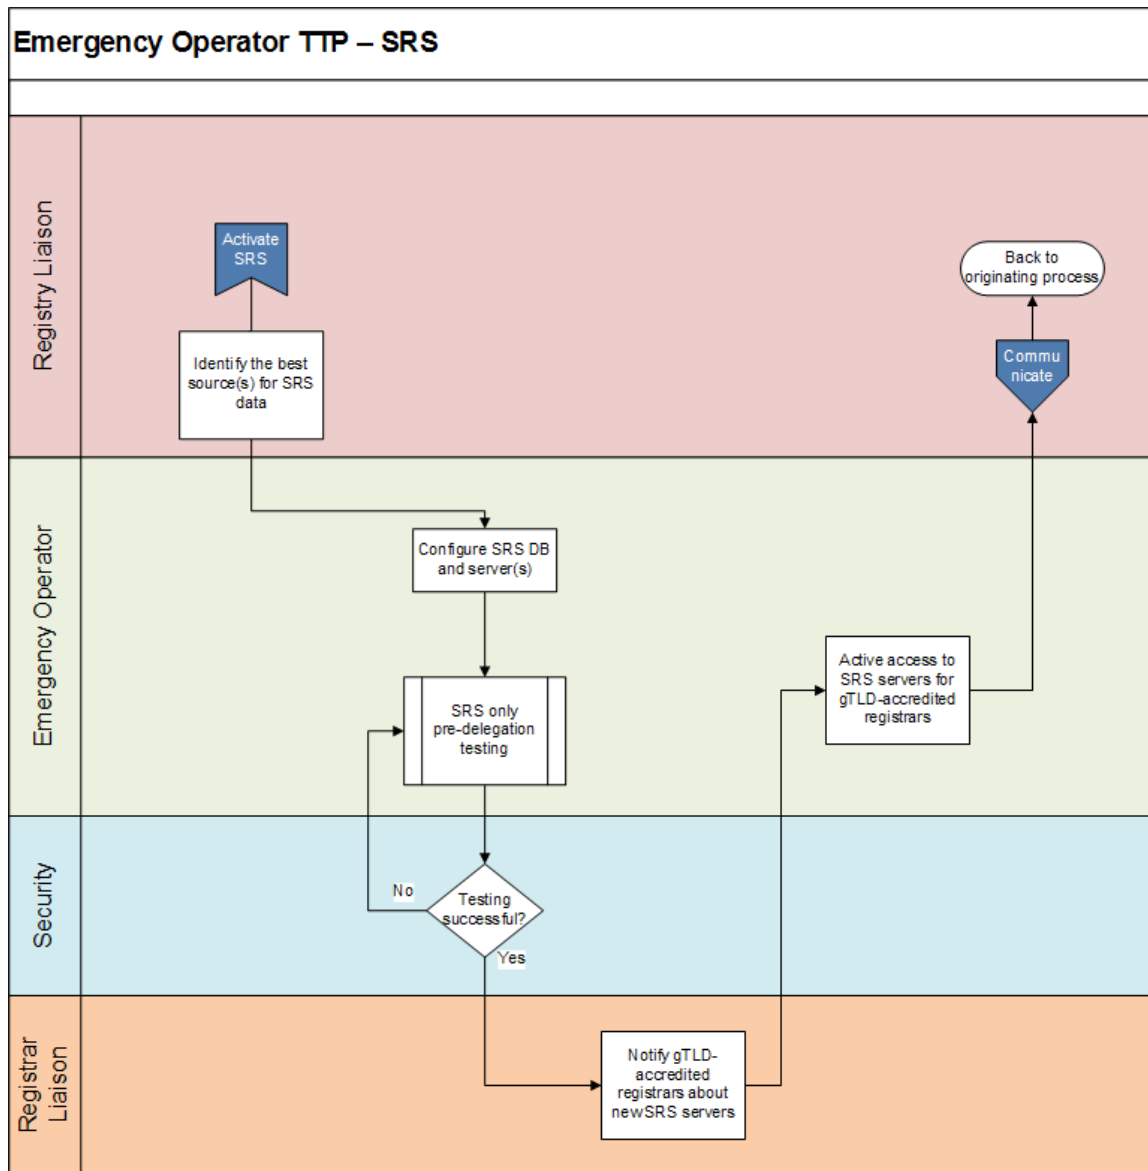 Emergency Operator TTP – SRS
Registry Liaison
Activate
SRS
Identify the best
source(s) for SRS
data
Back to
originating process
Commu
nicate
Emergency Operator
Configure SRS DB
and server(s)
SRS only
pre-delegation
testing
Active access to
SRS servers for
gTLD-accredited
registrars
Security
Testing
successful?
No
Yes
Registrar
Liaison
Notify gTLD-
accredited
registrars about
new SRS servers